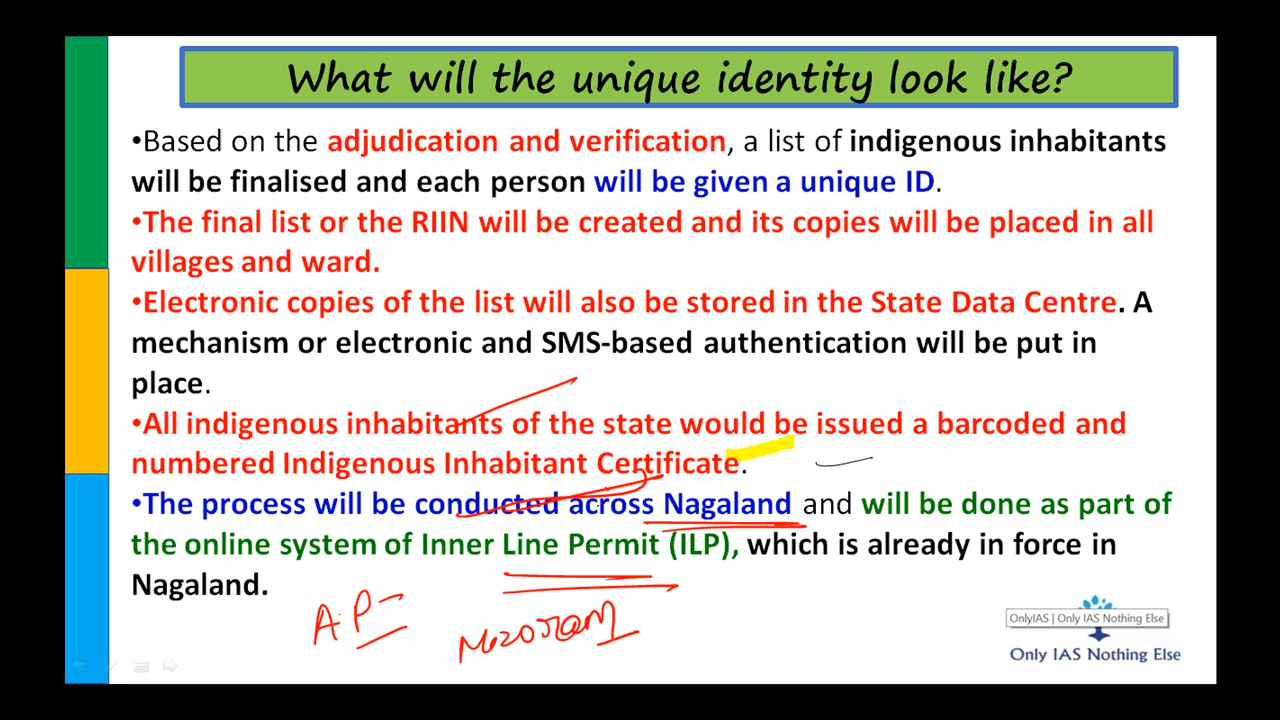 What will the unique identity look like?
•Based on the adjudication and verification, a list of indigenous inhabitants
will be finalised and each person will be given a unique ID.
•The final list or the RIIN will be created and its copies will be placed in all
villages and ward.
•Electronic copies of the list will also be stored in the State Data Centre. A
mechanism or electronic and SMS-based authentication will be put in
place.
•All indigenous inhabitants of the state would be issued a barcoded and
numbered Indigenous Inhabitant Certificate.
•The process will be conducted across Nagaland and will be done as part of
the online system of Inner Line Permit (ILP), which is already in force in
Nagaland.
A.P
OnlyIAS | Only IAS Nothing Else
Only IAS Nothing Else